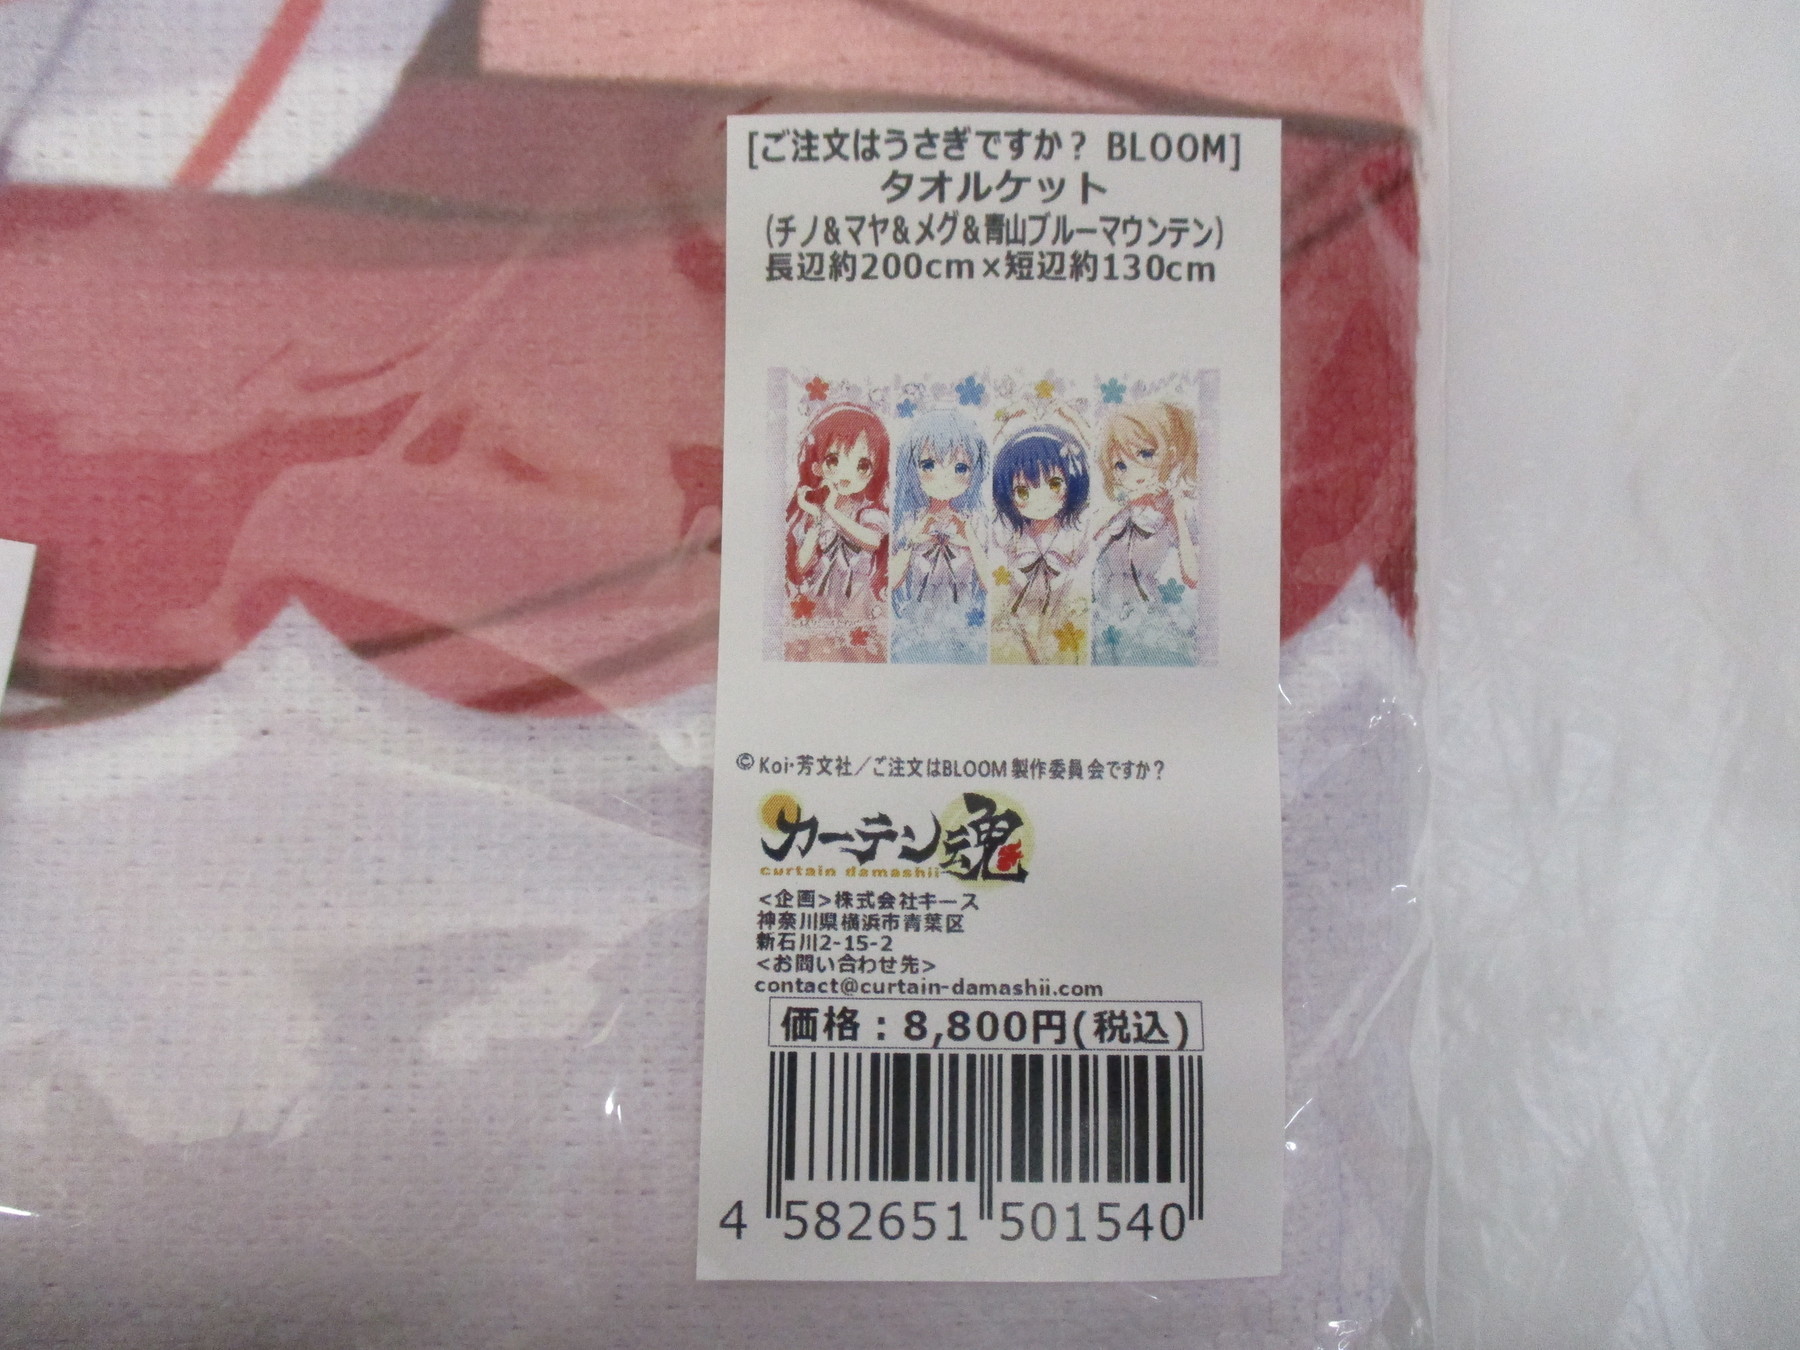 [ご注文はうさぎですか？ BLOOM]
タオルケット
(チノ&マヤ&メグ&青山ブルーマウンテン)
長辺約200cm×短辺約130cm
©Koi・芳文社／ご注文はBLOOM製作委員会ですか？
カーテン魂
curtain damashii
<企画>株式会社キース
神奈川県横浜市青葉区
新石川2-15-2
<お問い合わせ先>
contact@curtain-damashii.com
価格：8,800円(税込)
4 582651 501540